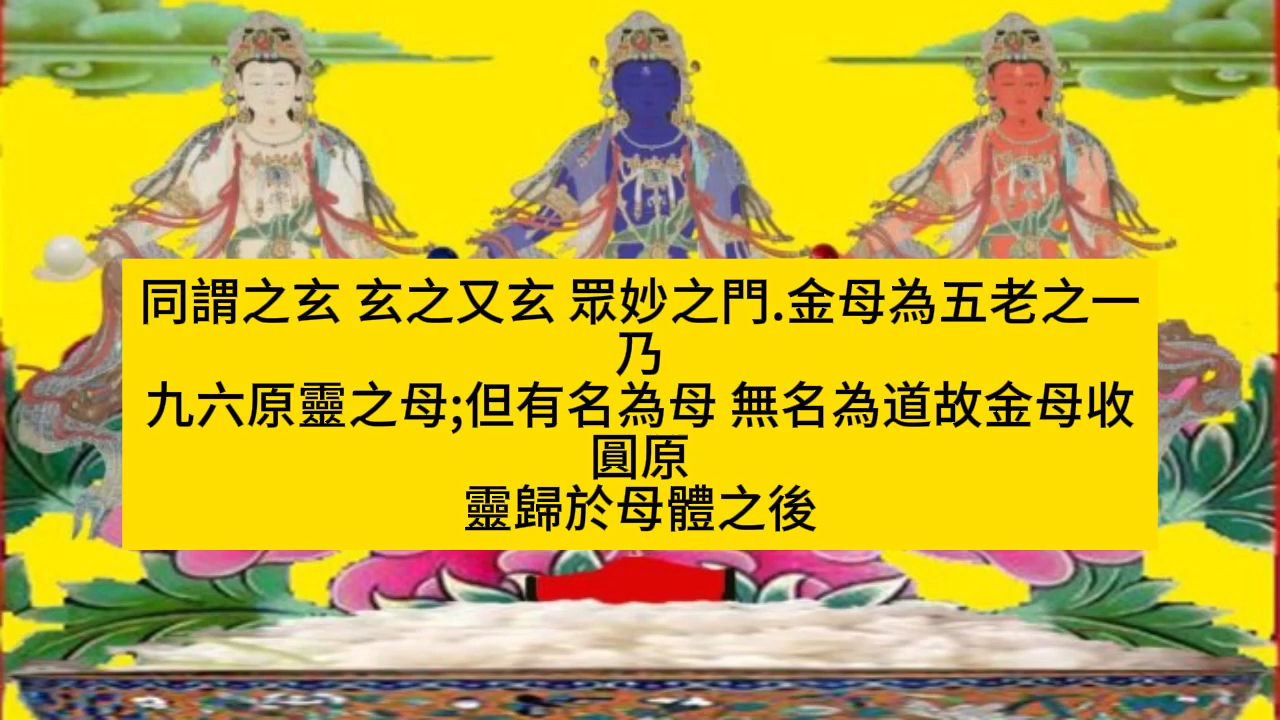 同謂之玄 玄之又玄 眾妙之門.金母為五老之一
乃
九六原靈之母;但有名為母 無名為道故金母收
圓原
靈歸於母體之後